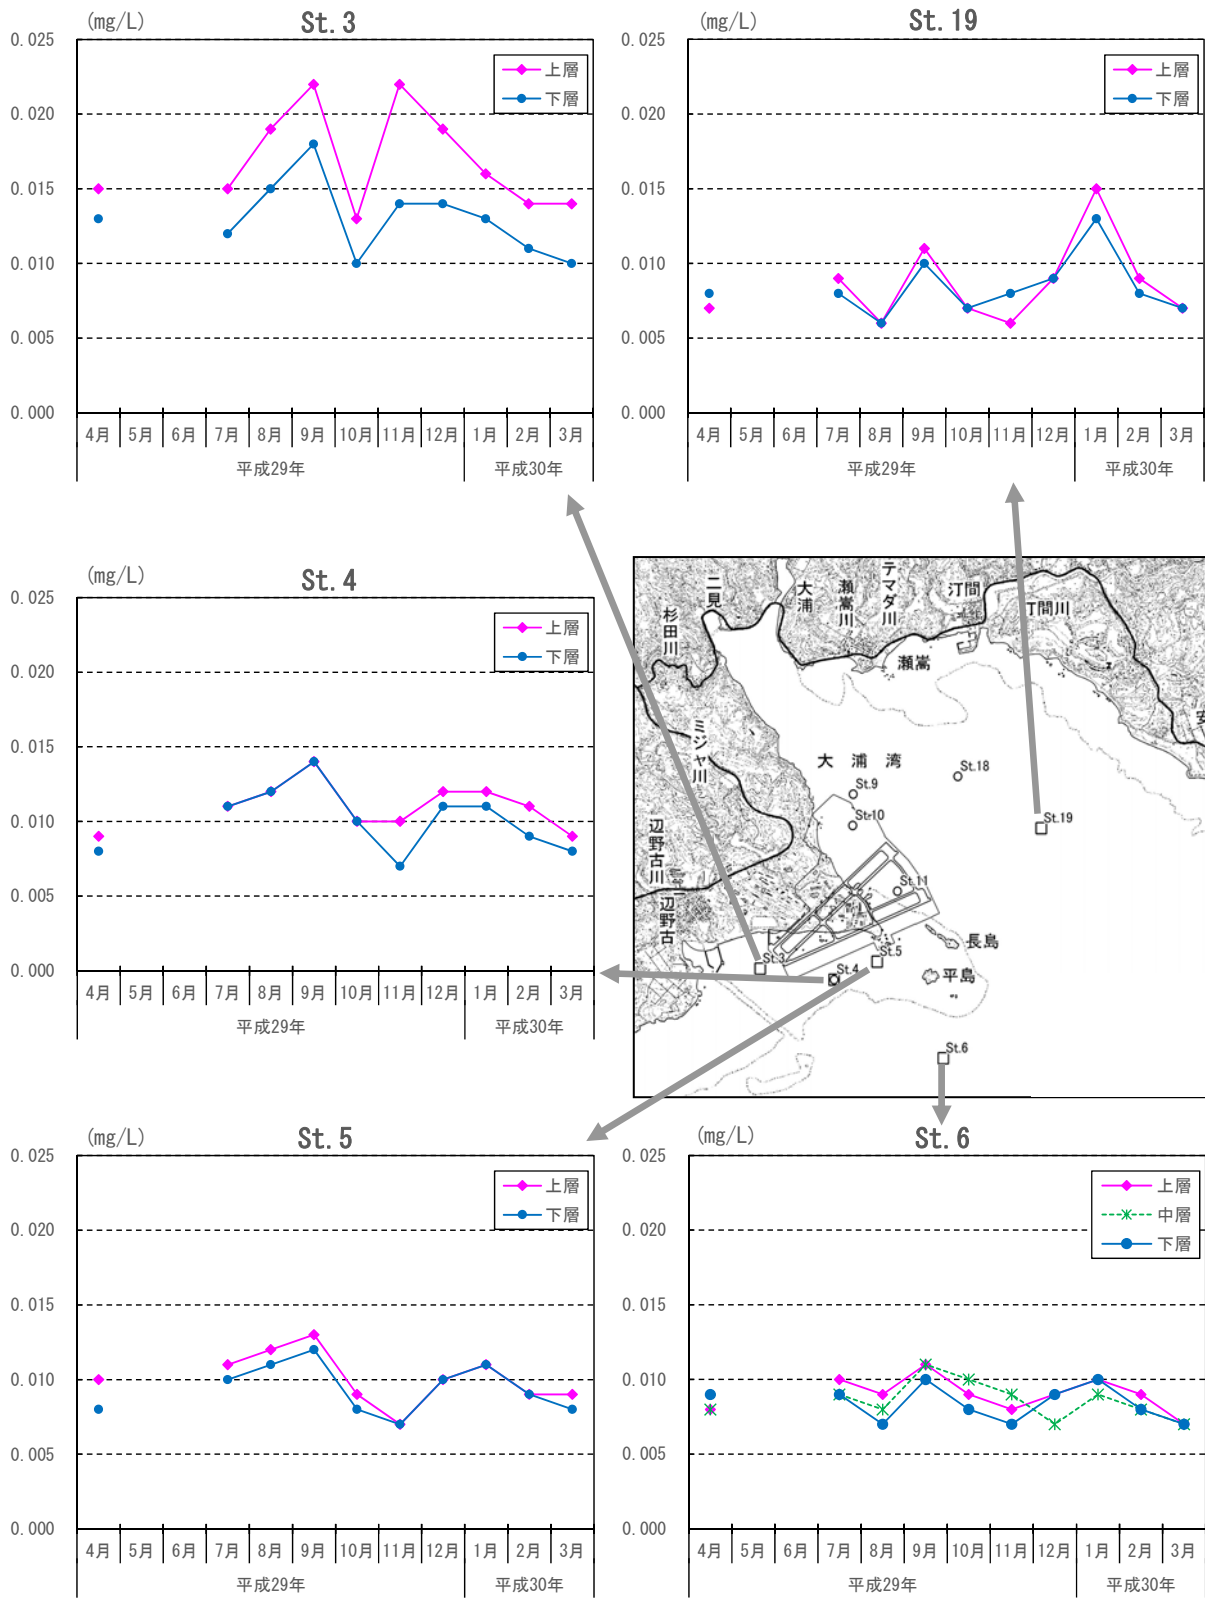 (mg/L)
St. 3
0.025
0.020
0.015
0.010
0.005
0.000
上層
下層
4月 5月 6月 7月 8月 9月 10月 11月 12月 1月 2月 3月
平成29年 平成30年
(mg/L)
St. 19
0.025
0.020
0.015
0.010
0.005
0.000
上層
下層
4月 5月 6月 7月 8月 9月 10月 11月 12月 1月 2月 3月
平成29年 平成30年
(mg/L)
St. 4
0.025
0.020
0.015
0.010
0.005
0.000
上層
下層
4月 5月 6月 7月 8月 9月 10月 11月 12月 1月 2月 3月
平成29年 平成30年
杉田川
二見
大浦
瀬嵩川
テマダ川
汀間
汀間川
瀬嵩
安
ミジャ川
大浦湾
St.9
St.18
St.10
St.19
辺野古川
St.11
辺野古
長島
St.3
St.4
St.5
平島
St.6
(mg/L)
St. 5
0.025
0.020
0.015
0.010
0.005
0.000
上層
下層
4月 5月 6月 7月 8月 9月 10月 11月 12月 1月 2月 3月
平成29年 平成30年
(mg/L)
St. 6
0.025
0.020
0.015
0.010
0.005
0.000
上層
中層
下層
4月 5月 6月 7月 8月 9月 10月 11月 12月 1月 2月 3月
平成29年 平成30年